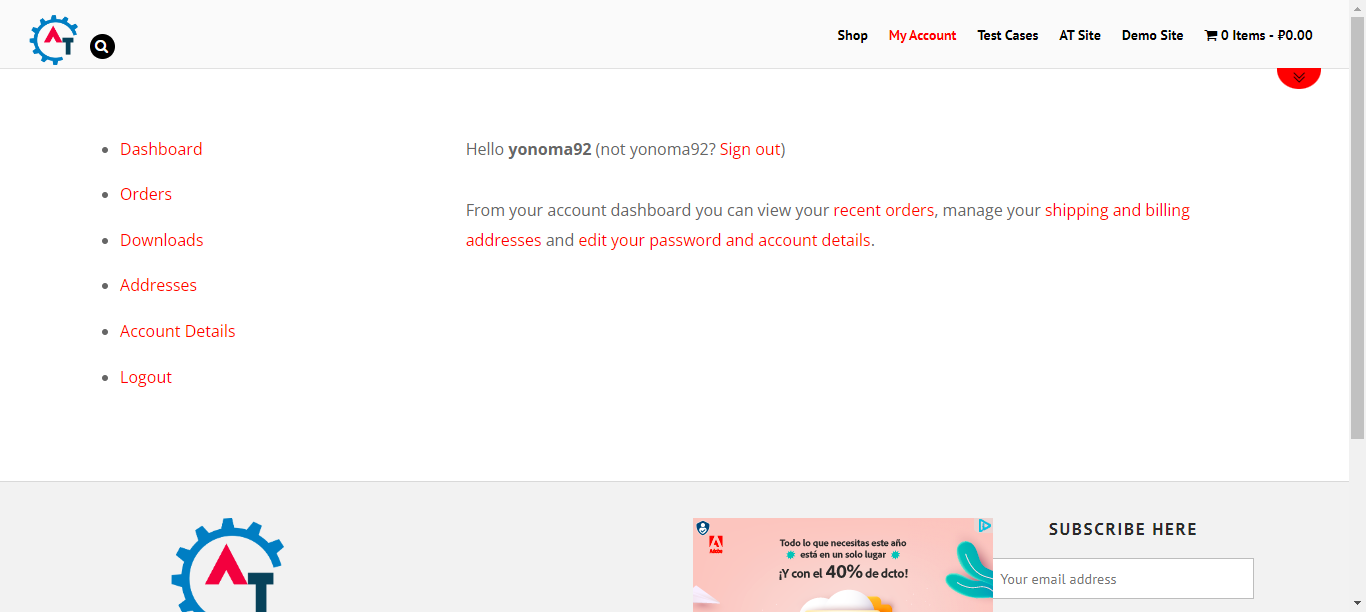 AT
Shop
My Account
Test Cases
AT Site
Demo Site
0 Items - ₽0.00
Dashboard
Orders
Downloads
Addresses
Account Details
Logout
Hello yonoma92 (not yonoma92? Sign out)
From your account dashboard you can view your recent orders, manage your shipping and billing
addresses and edit your password and account details.
AT
Adobe
Todo lo que necesitas este año
está en un solo lugar
¡Y con el 40% de dcto!
SUBSCRIBE HERE
Your email address